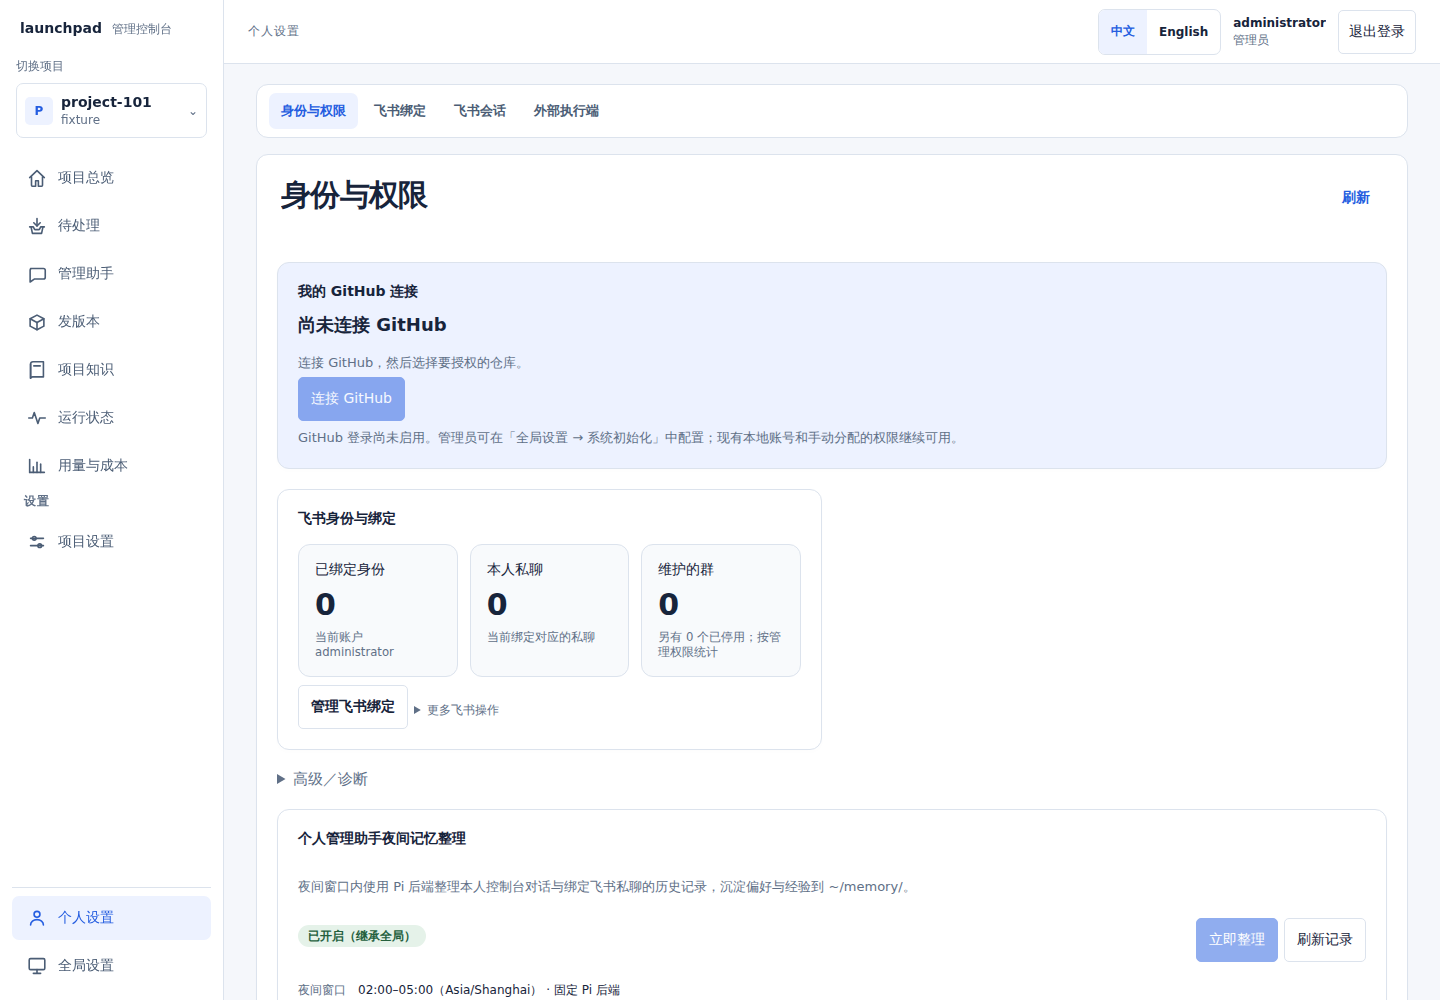 launchpad 管理控制台
切换项目
P
project-101
fixture
项目总览
待处理
管理助手
发版本
项目知识
运行状态
用量与成本
设置
项目设置
个人设置
全局设置
个人设置
中文
English
administrator
管理员
退出登录
身份与权限
飞书绑定
飞书会话
外部执行端
身份与权限
刷新
我的 GitHub 连接
尚未连接 GitHub
连接 GitHub，然后选择要授权的仓库。
连接 GitHub
GitHub 登录尚未启用。管理员可在「全局设置 → 系统初始化」中配置；现有本地账号和手动分配的权限继续可用。
飞书身份与绑定
已绑定身份
0
当前账户
administrator
本人私聊
0
当前绑定对应的私聊
维护的群
0
另有 0 个已停用；按管
理权限统计
管理飞书绑定
更多飞书操作
高级／诊断
个人管理助手夜间记忆整理
夜间窗口内使用 Pi 后端整理本人控制台对话与绑定飞书私聊的历史记录，沉淀偏好与经验到 ~/memory/。
已开启（继承全局）
立即整理
刷新记录
夜间窗口 02:00–05:00（Asia/Shanghai） · 固定 Pi 后端